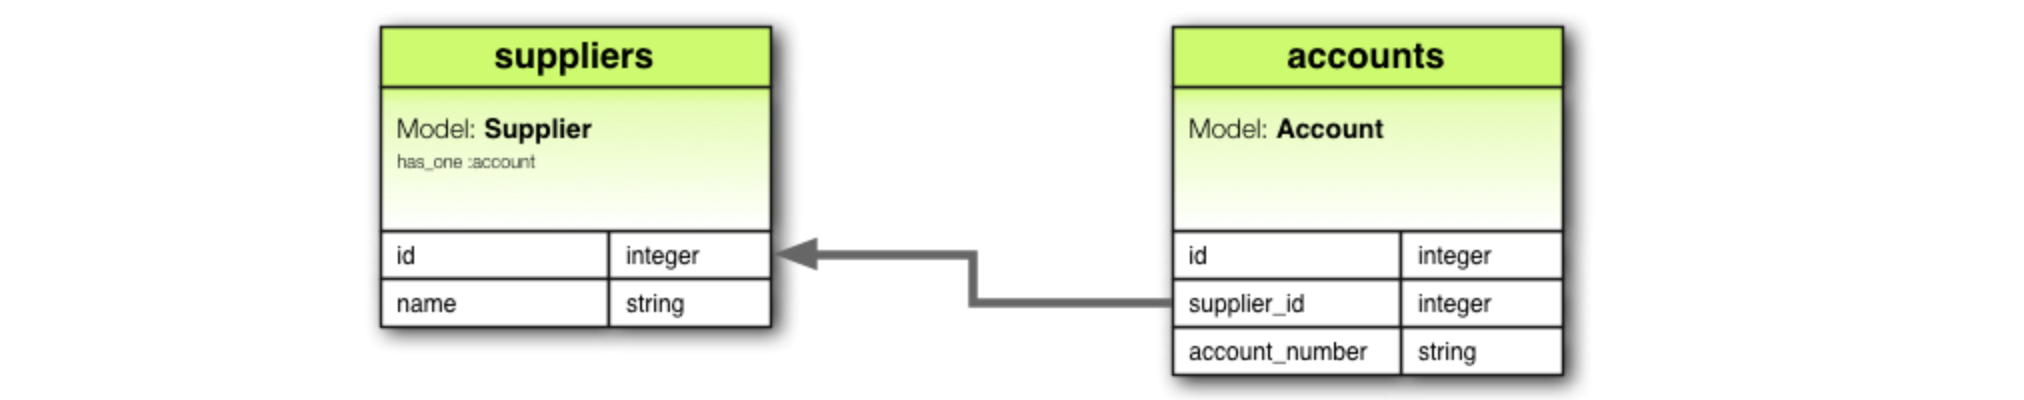 suppliers
Model: Supplier
has_one :account
id integer
name string
accounts
Model: Account
id integer
supplier_id integer
account_number string